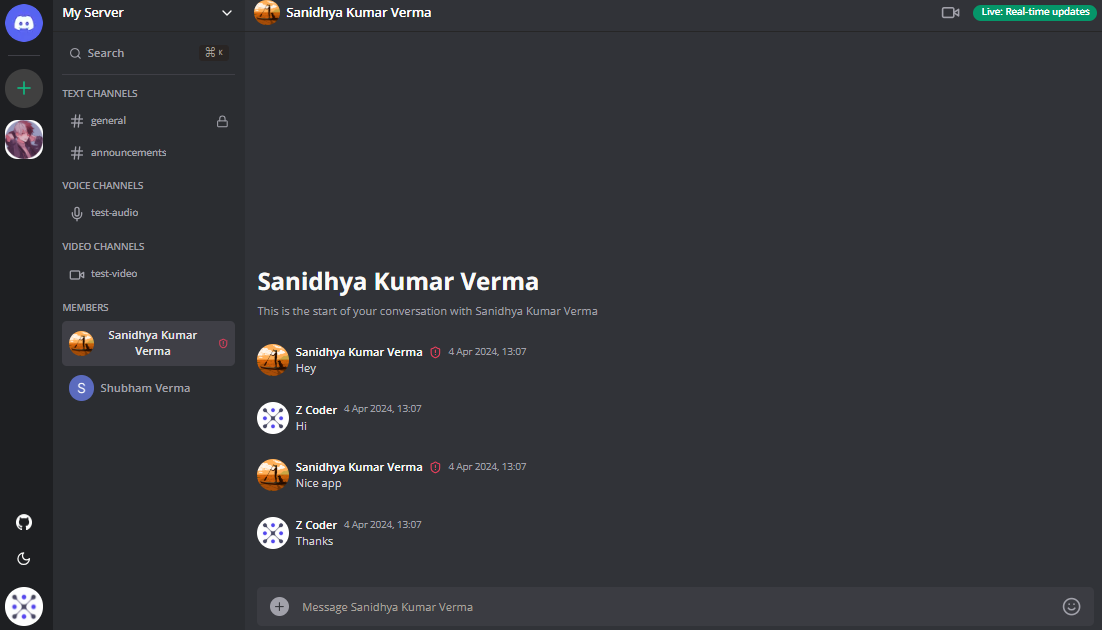 My Server
Search
⌘ K
TEXT CHANNELS
general
announcements
VOICE CHANNELS
test-audio
VIDEO CHANNELS
test-video
MEMBERS
Sanidhya Kumar
Verma
S Shubham Verma
Sanidhya Kumar Verma
Live: Real-time updates
Sanidhya Kumar Verma
This is the start of your conversation with Sanidhya Kumar Verma
Sanidhya Kumar Verma 4 Apr 2024, 13:07
Hey
Z Coder 4 Apr 2024, 13:07
Hi
Sanidhya Kumar Verma 4 Apr 2024, 13:07
Nice app
Z Coder 4 Apr 2024, 13:07
Thanks
Message Sanidhya Kumar Verma